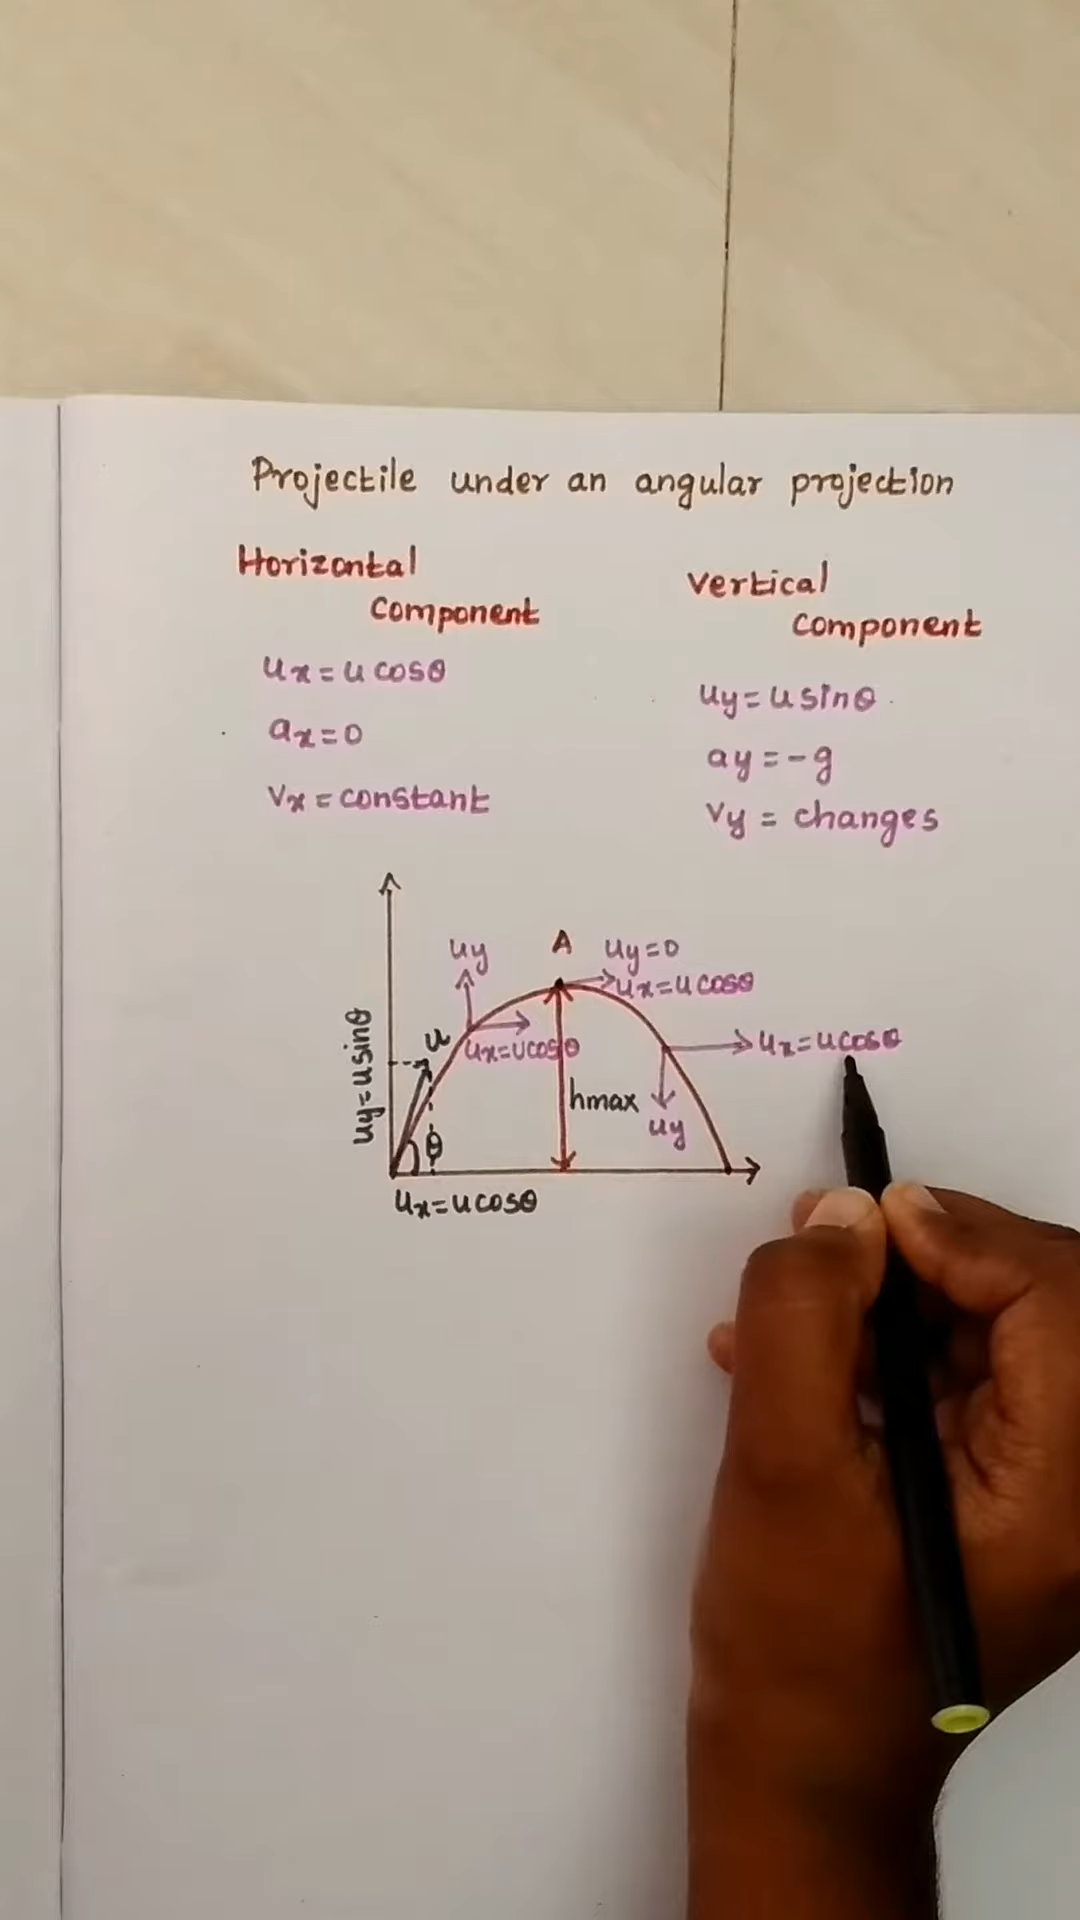 Projectile under an angular projection
Horizontal
component
ux = u cosθ
ax = 0
vx = constant
Vertical
component
uy = u sinθ
ay = -g
vy = changes
uy
A
uy = 0
ux = u cosθ
u
ux = ucosθ
ux = ucosθ
uy = usinθ
hmax
uy
θ
ux = ucosθ